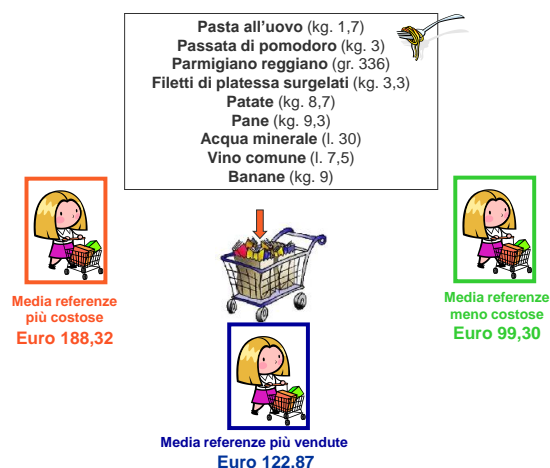 Pasta all'uovo (kg. 1,7)
Passata di pomodoro (kg. 3)
Parmigiano reggiano (gr. 336)
Filetti di platessa surgelati (kg. 3,3)
Patate (kg. 8,7)
Pane (kg. 9,3)
Acqua minerale (l. 30)
Vino comune (l. 7,5)
Banane (kg. 9)
Media referenze
più costose
Euro 188,32
Media referenze
meno costose
Euro 99,30
Media referenze più vendute
Euro 122,87